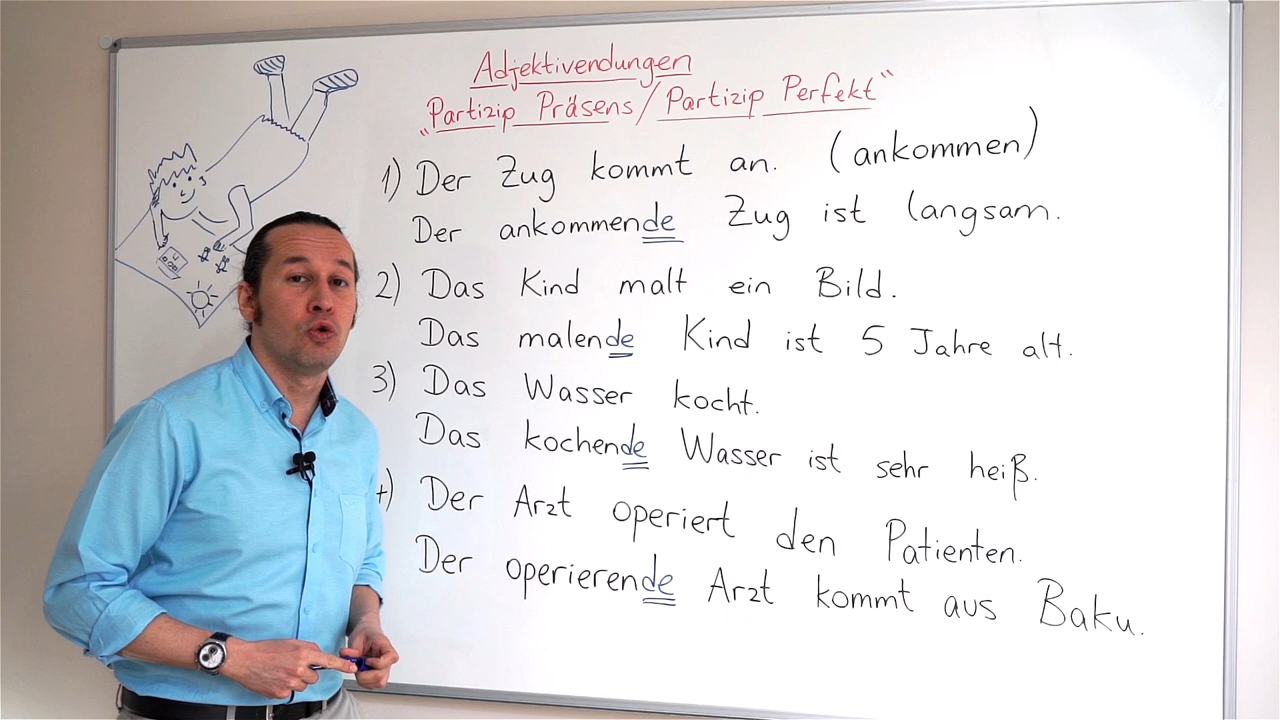 Adjektivendungen
„Partizip Präsens/Partizip Perfekt“
1) Der Zug kommt an. (ankommen)
Der ankommende Zug ist langsam.
2) Das Kind malt ein Bild.
Das malende Kind ist 5 Jahre alt.
3) Das Wasser kocht.
Das kochende Wasser ist sehr heiß.
4) Der Arzt operiert den Patienten.
Der operierende Arzt kommt aus Baku.